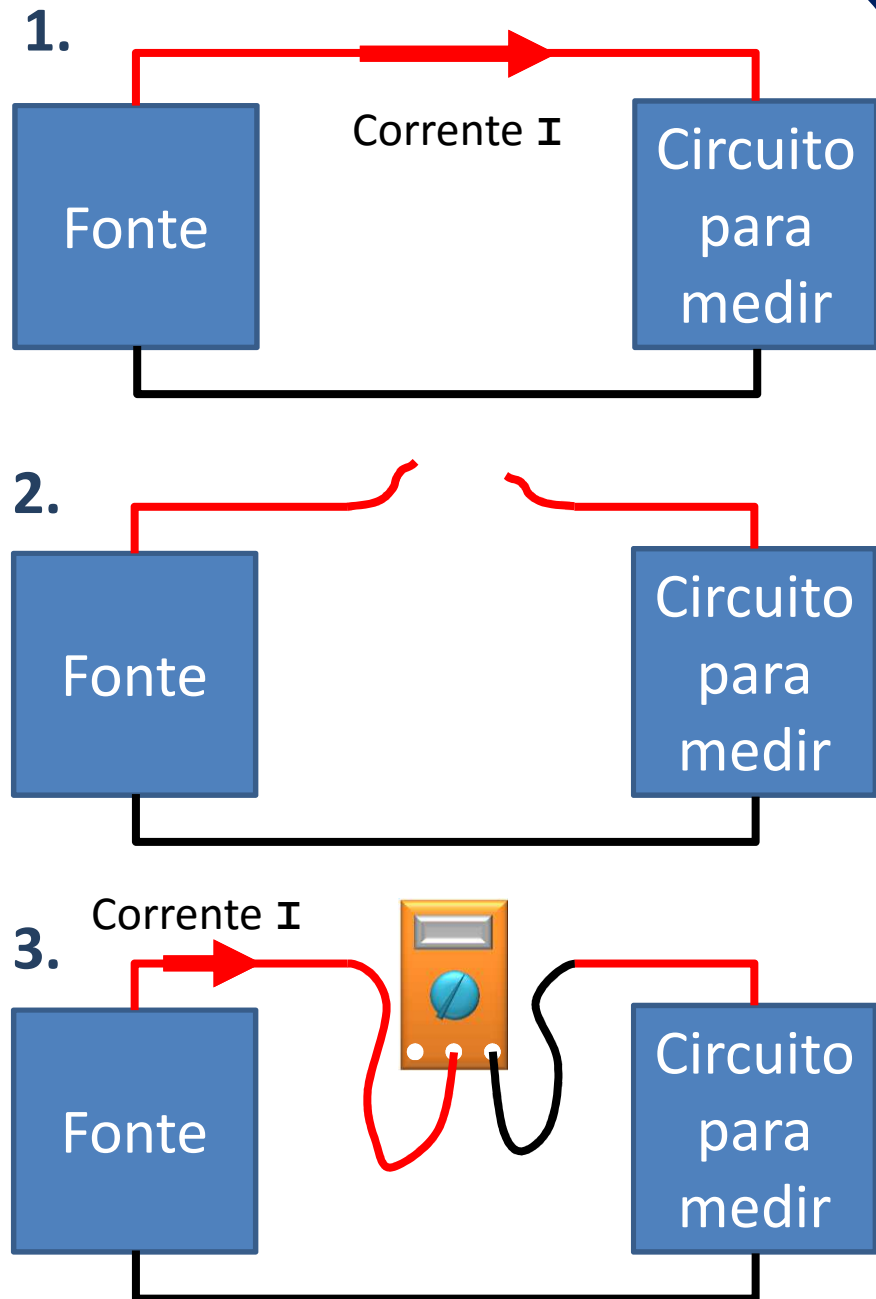 1.
Corrente I
Fonte
Circuito
para
medir
2.
Fonte
Circuito
para
medir
Corrente I
3.
Fonte
Circuito
para
medir